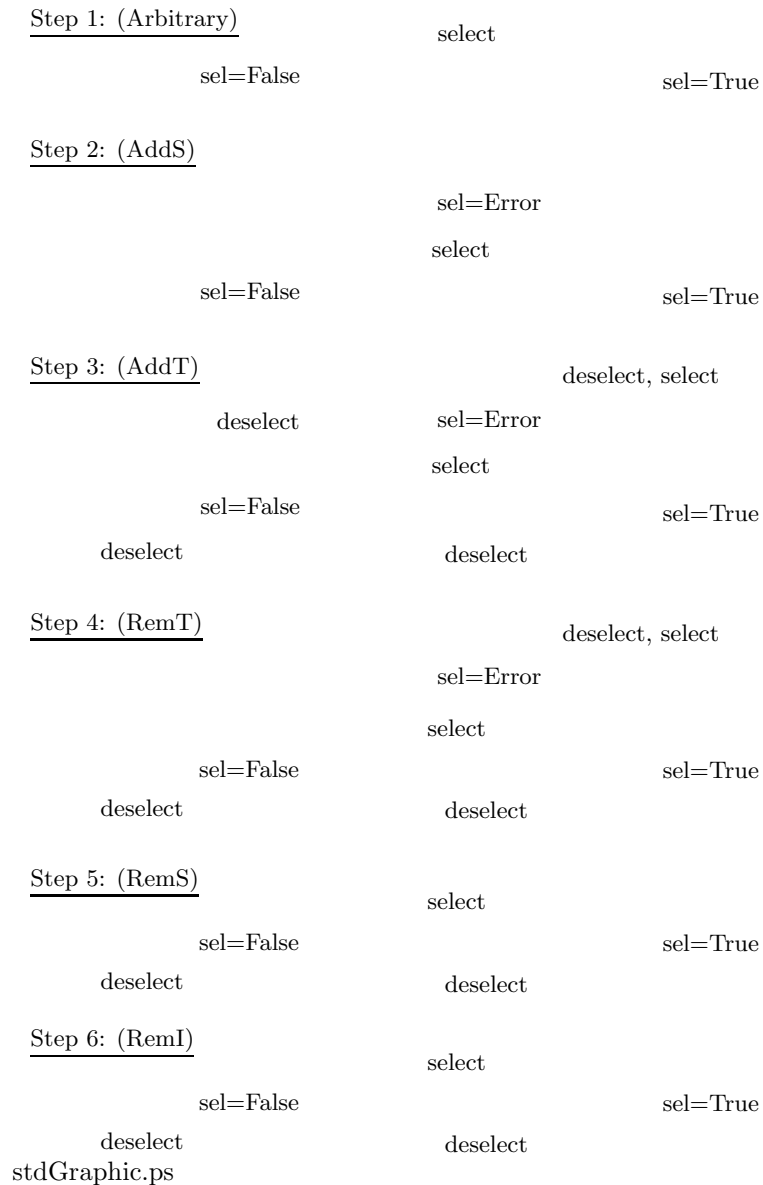 Step 1: (Arbitrary)
select
sel=False
sel=True
Step 2: (AddS)
sel=Error
select
sel=False
sel=True
Step 3: (AddT)
deselect, select
deselect
sel=Error
select
sel=False
sel=True
deselect
deselect
Step 4: (RemT)
deselect, select
sel=Error
select
sel=False
sel=True
deselect
deselect
Step 5: (RemS)
select
sel=False
sel=True
deselect
deselect
Step 6: (RemI)
select
sel=False
sel=True
deselect
deselect
stdGraphic.ps